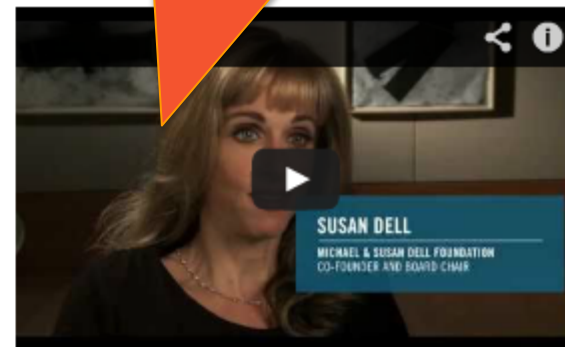 SUSAN DELL
MICHAEL & SUSAN DELL FOUNDATION
CO-FOUNDER AND BOARD CHAIR